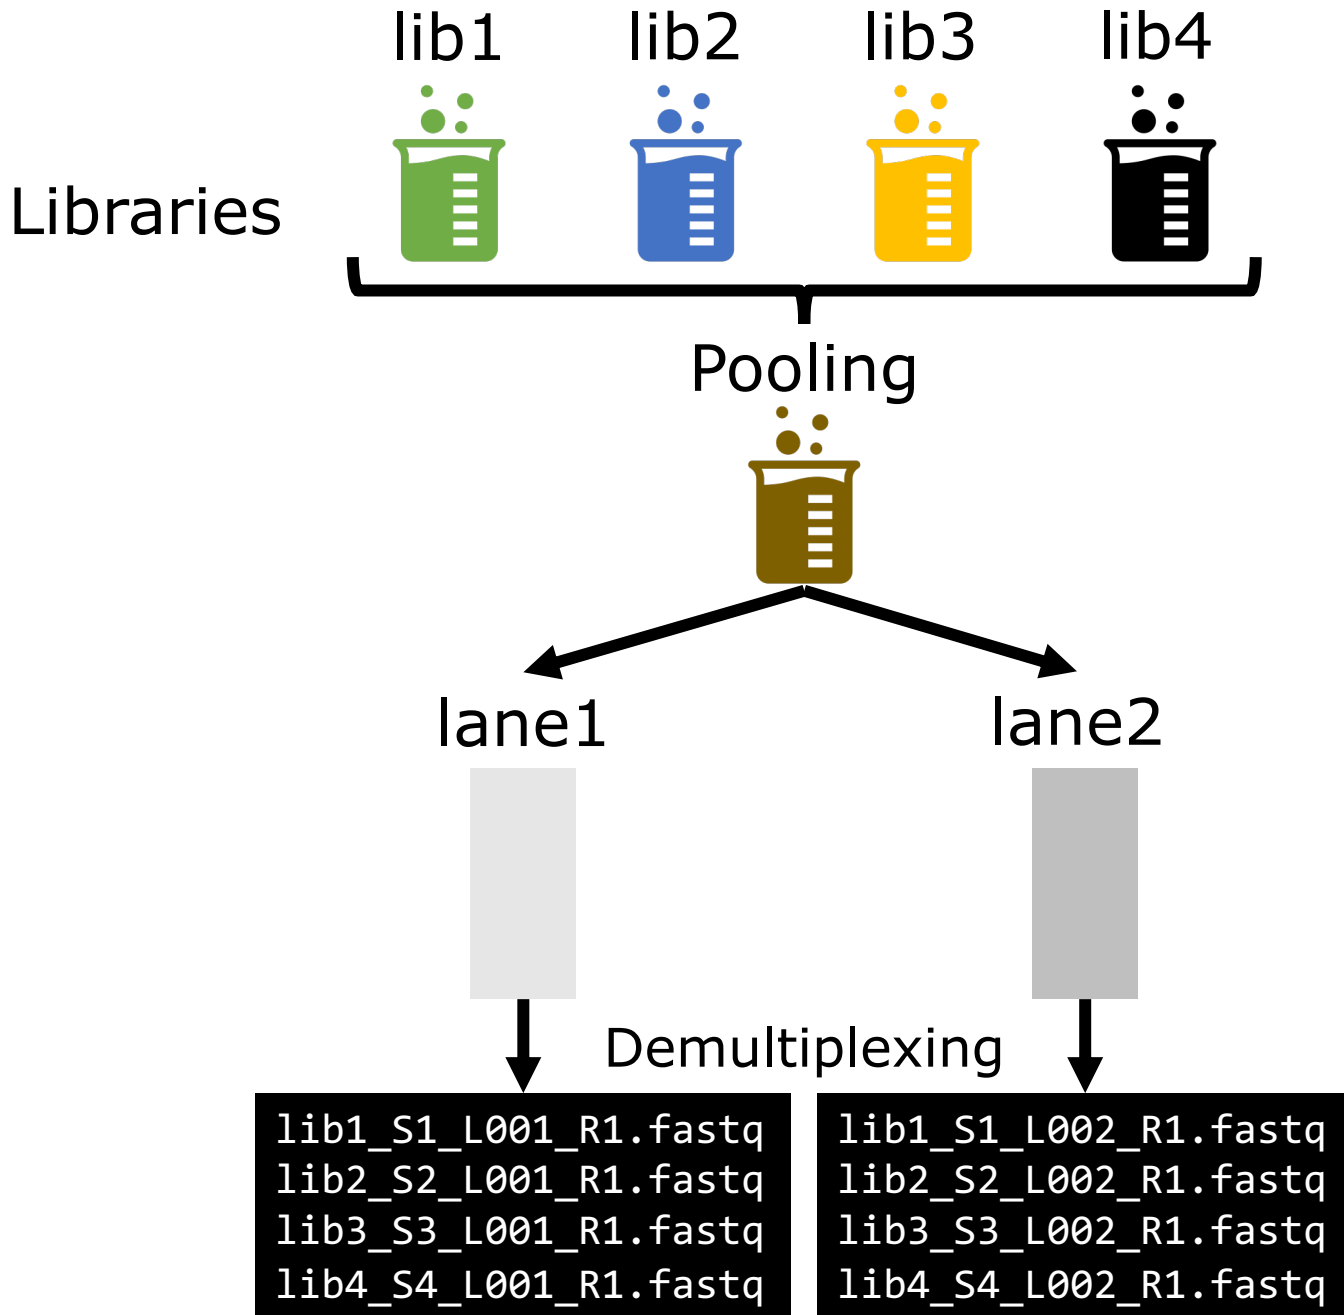 lib1 lib2 lib3 lib4
Libraries
Pooling
lane1 lane2
Demultiplexing
lib1_S1_L001_R1.fastq
lib2_S2_L001_R1.fastq
lib3_S3_L001_R1.fastq
lib4_S4_L001_R1.fastq
lib1_S1_L002_R1.fastq
lib2_S2_L002_R1.fastq
lib3_S3_L002_R1.fastq
lib4_S4_L002_R1.fastq